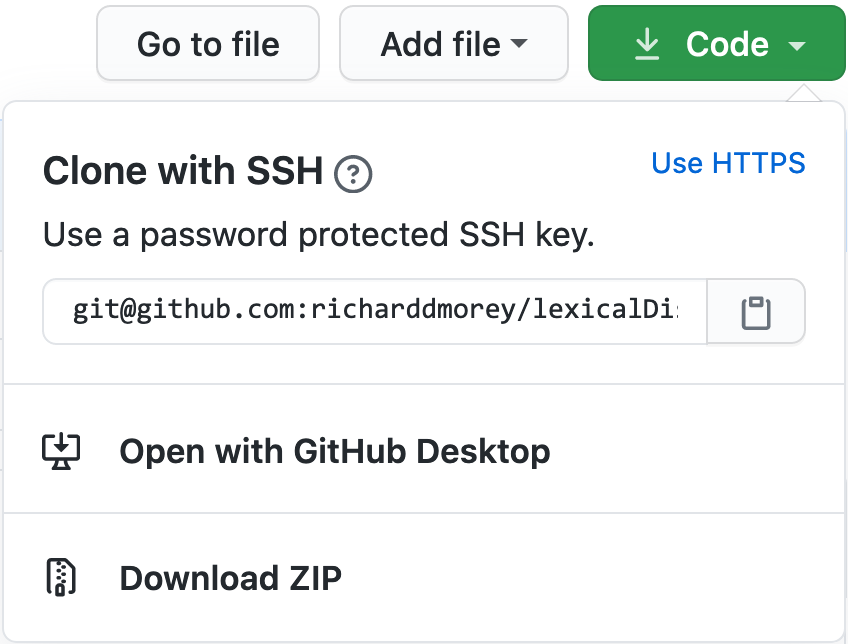 Go to file
Add file
Code
Clone with SSH ?
Use HTTPS
Use a password protected SSH key.
git@github.com:richarddmorey/lexicalDi
Open with GitHub Desktop
Download ZIP